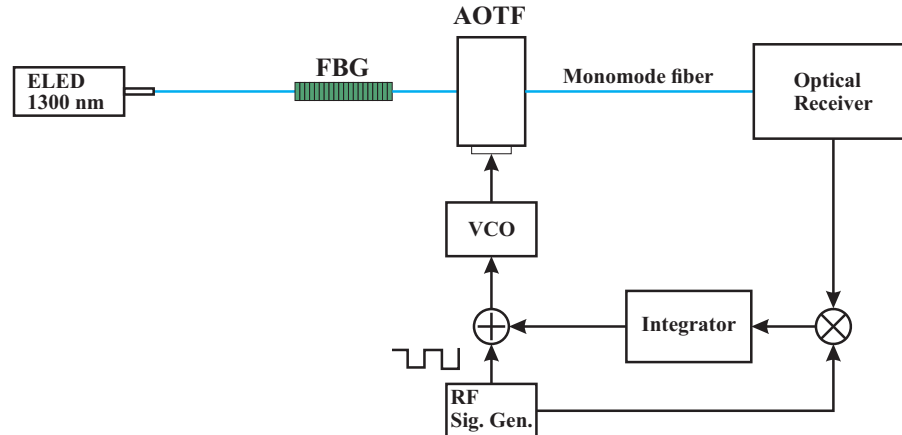 AOTF
FBG
ELED
1300 nm
Monomode fiber
Optical
Receiver
VCO
Integrator
RF
Sig. Gen.